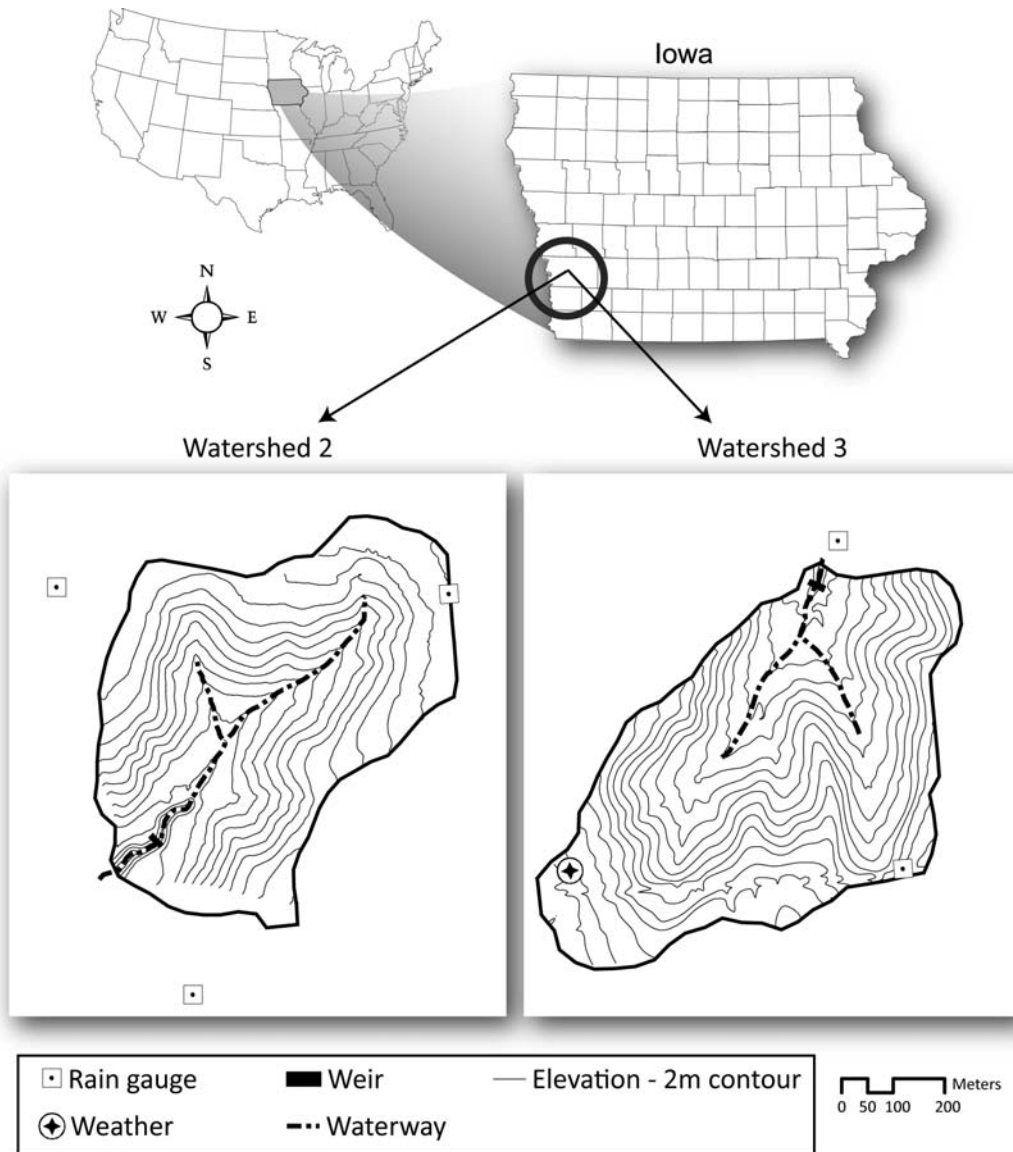 Iowa
N
W E
S
Watershed 2
Watershed 3
Rain gauge Weir Elevation - 2m contour
Weather Waterway
Meters
0 50 100 200